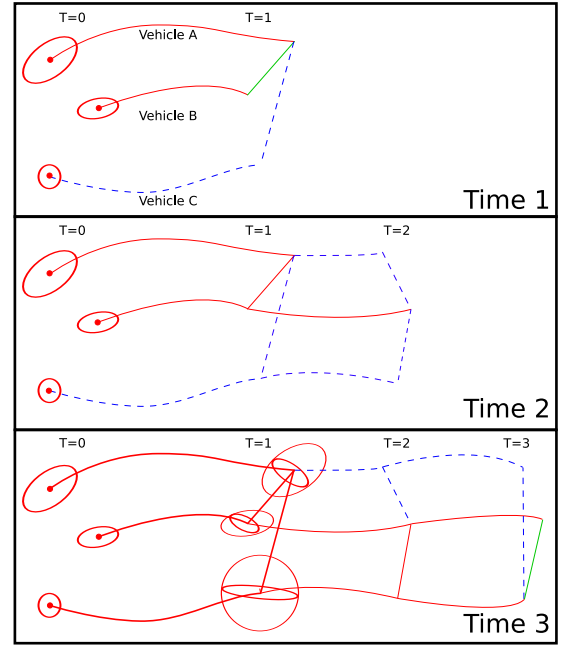 T=0 T=1
Vehicle A
Vehicle B
Vehicle C
Time 1
T=0 T=1 T=2
Time 2
T=0 T=1 T=2 T=3
Time 3